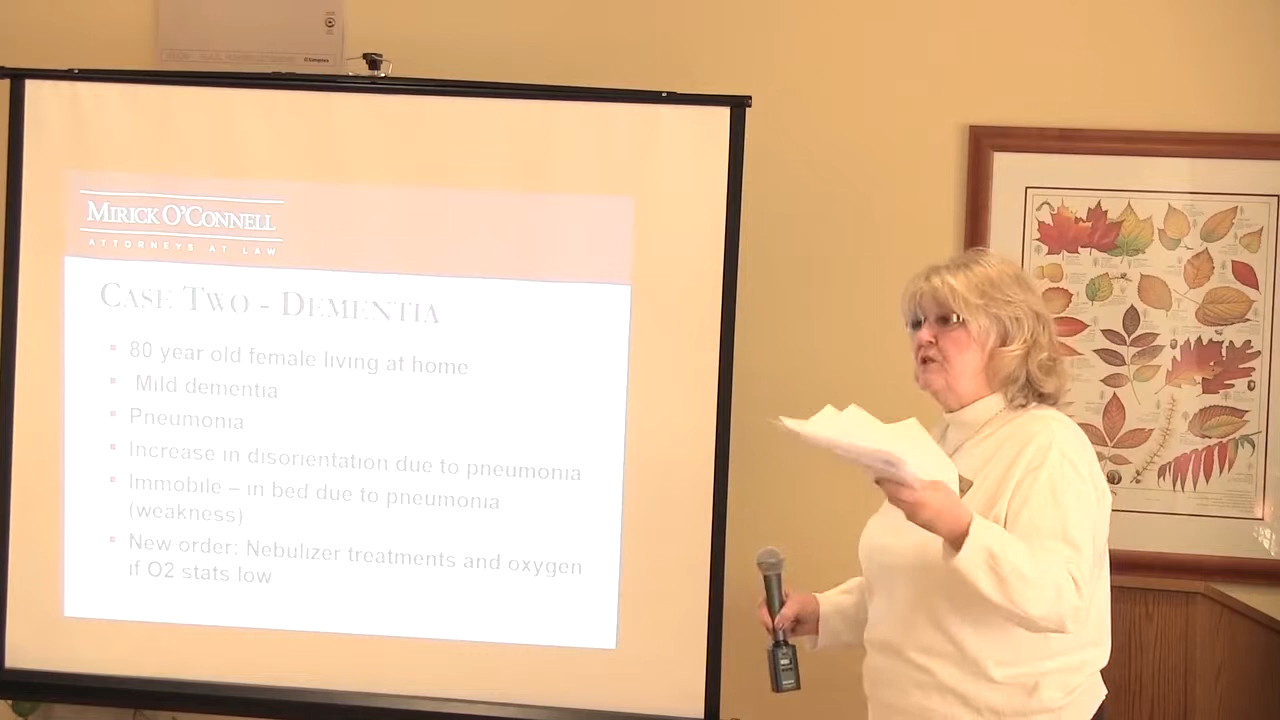 MIRICK O'CONNELL
ATTORNEYS AT LAW
CASE TWO - DEMENTIA
80 year old female living at home
Mild dementia
Pneumonia
Increase in disorientation due to pneumonia
Immobile – in bed due to pneumonia
(weakness)
New order: Nebulizer treatments and oxygen
if O2 stats low